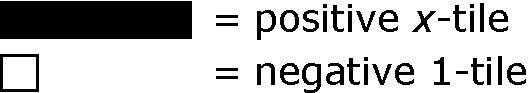 = positive x-tile
= negative 1-tile